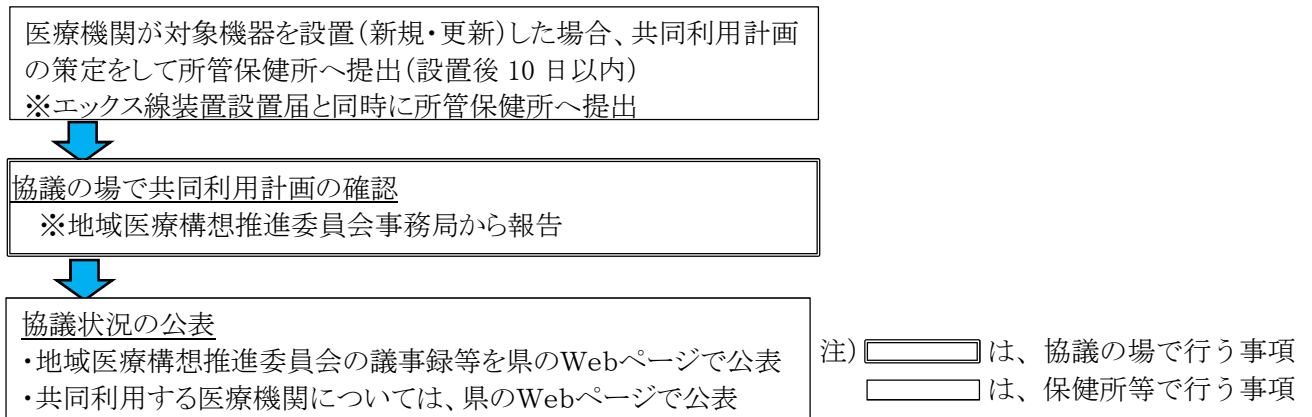 医療機関が対象機器を設置（新規・更新）した場合、共同利用計画
の策定をして所管保健所へ提出（設置後 10 日以内）
※エックス線装置設置届と同時に所管保健所へ提出
協議の場で共同利用計画の確認
※地域医療構想推進委員会事務局から報告
協議状況の公表
・地域医療構想推進委員会の議事録等を県のWebページで公表
・共同利用する医療機関については、県のWebページで公表
注） は、協議の場で行う事項
は、保健所等で行う事項